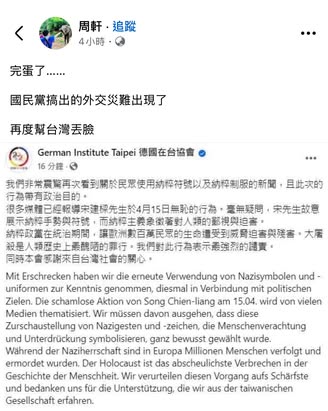 周軒 · 追蹤
4 小時 ·
完蛋了......
國民黨搞出的外交災難出現了
再度幫台灣丟臉
German Institute Taipei 德國在台協會
16 分鐘 ·
我們非常震驚再次看到關於民眾使用納粹符號以及納粹制服的新聞，且此次的
行為帶有政治目的。
很多媒體已經報導宋建樑先生於4月15日無恥的行為。毫無疑問，宋先生故意
展示納粹手勢與符號，而納粹主義象徵著對人類的鄙視與迫害。
納粹政黨在統治期間，讓歐洲數百萬民眾的生命遭受到威脅迫害與殘害。大屠
殺是人類歷史上最醜陋的罪行。我們對此行為表示最強烈的譴責。
同時本會感謝來自台灣社會的關心。
Mit Erschrecken haben wir die erneute Verwendung von Nazisymbolen und -
uniformen zur Kenntnis genommen, diesmal in Verbindung mit politischen
Zielen. Die schamlose Aktion von Song Chien-liang am 15.04. wird von vielen
Medien thematisiert. Wir müssen davon ausgehen, dass diese
Zurschaustellung von Nazigesten und -zeichen, die Menschenverachtung
und Unterdrückung symbolisieren, ganz bewusst gewählt wurde.
Während der Naziherrschaft sind in Europa Millionen Menschen verfolgt und
ermordet wurden. Der Holocaust ist das abscheulichste Verbrechen in der
Geschichte der Menschheit. Wir verurteilen diesen Vorgang aufs Schärfste
und bedanken uns für die Unterstützung, die wir aus der taiwanischen
Gesellschaft erfahren.